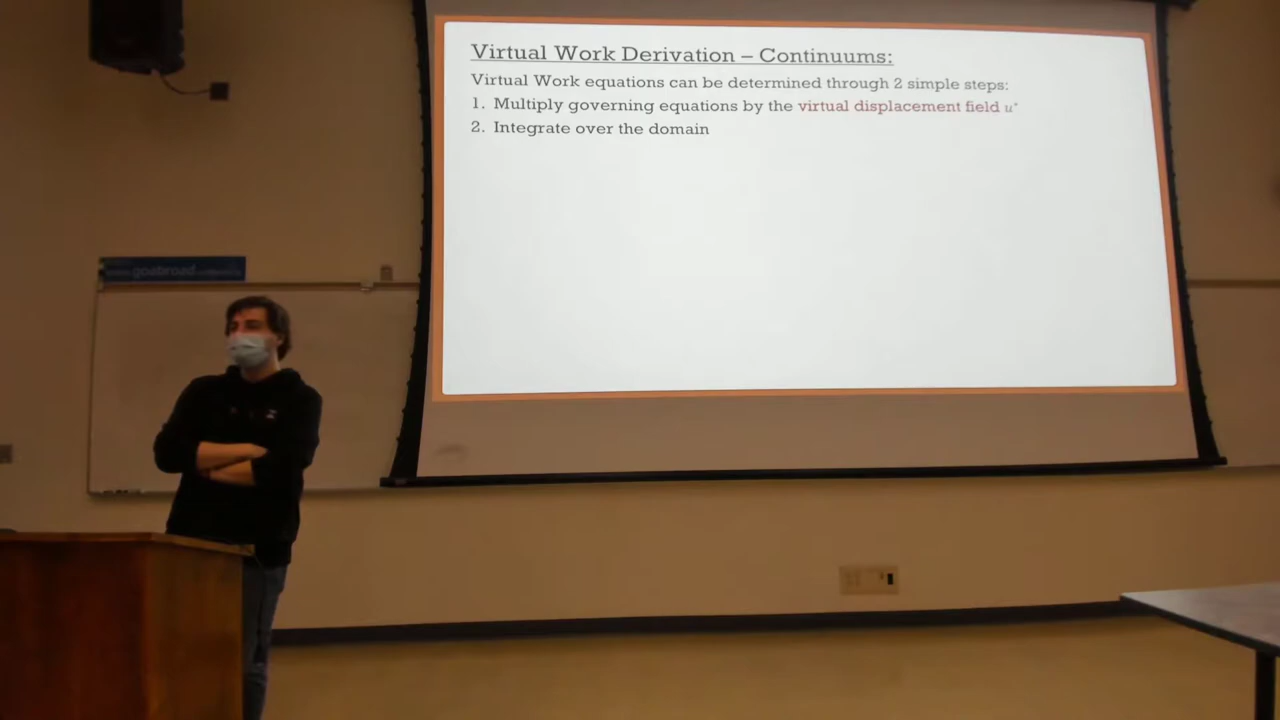 Virtual Work Derivation – Continuums:
Virtual Work equations can be determined through 2 simple steps:
1. Multiply governing equations by the virtual displacement field u*
2. Integrate over the domain
goabroad